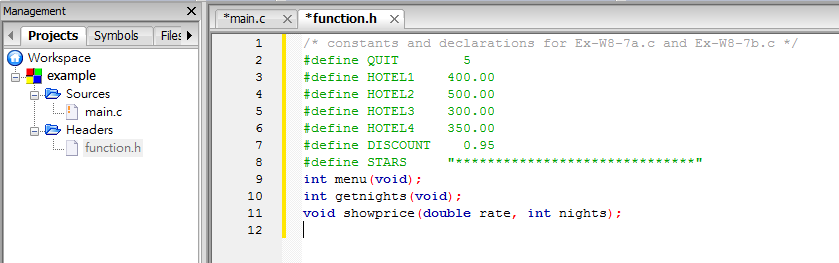 Management
Projects
Symbols
Files
Workspace
example
Sources
main.c
Headers
function.h
*main.c
*function.h
1 /* constants and declarations for Ex-W8-7a.c and Ex-W8-7b.c */
2 #define QUIT 5
3 #define HOTEL1 400.00
4 #define HOTEL2 500.00
5 #define HOTEL3 300.00
6 #define HOTEL4 350.00
7 #define DISCOUNT 0.95
8 #define STARS "******************************"
9 int menu(void);
10 int getnights(void);
11 void showprice(double rate, int nights);
12